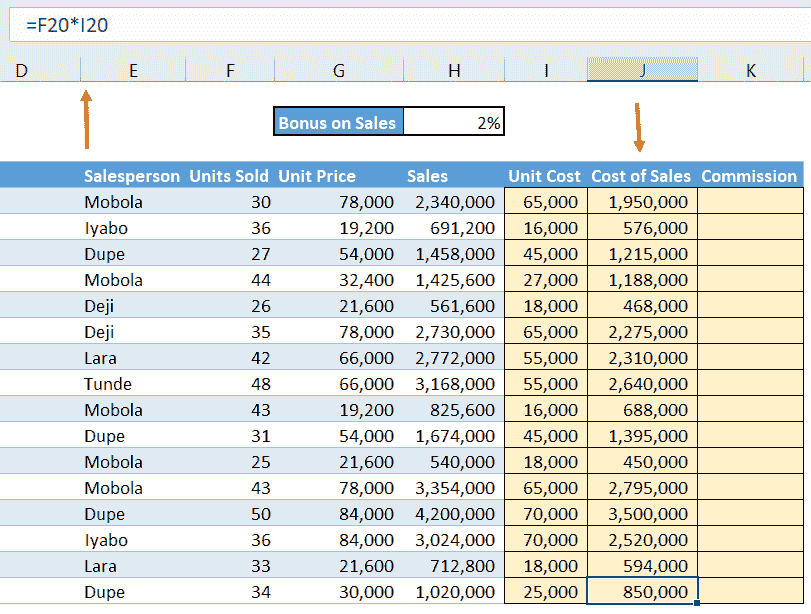 =F20*I20
D E F G H I J K
Bonus on Sales 2%
Salesperson Units Sold Unit Price Sales Unit Cost Cost of Sales Commission
Mobola 30 78,000 2,340,000 65,000 1,950,000
Iyabo 36 19,200 691,200 16,000 576,000
Dupe 27 54,000 1,458,000 45,000 1,215,000
Mobola 44 32,400 1,425,600 27,000 1,188,000
Deji 26 21,600 561,600 18,000 468,000
Deji 35 78,000 2,730,000 65,000 2,275,000
Lara 42 66,000 2,772,000 55,000 2,310,000
Tunde 48 66,000 3,168,000 55,000 2,640,000
Mobola 43 19,200 825,600 16,000 688,000
Dupe 31 54,000 1,674,000 45,000 1,395,000
Mobola 25 21,600 540,000 18,000 450,000
Mobola 43 78,000 3,354,000 65,000 2,795,000
Dupe 50 84,000 4,200,000 70,000 3,500,000
Iyabo 36 84,000 3,024,000 70,000 2,520,000
Lara 33 21,600 712,800 18,000 594,000
Dupe 34 30,000 1,020,000 25,000 850,000